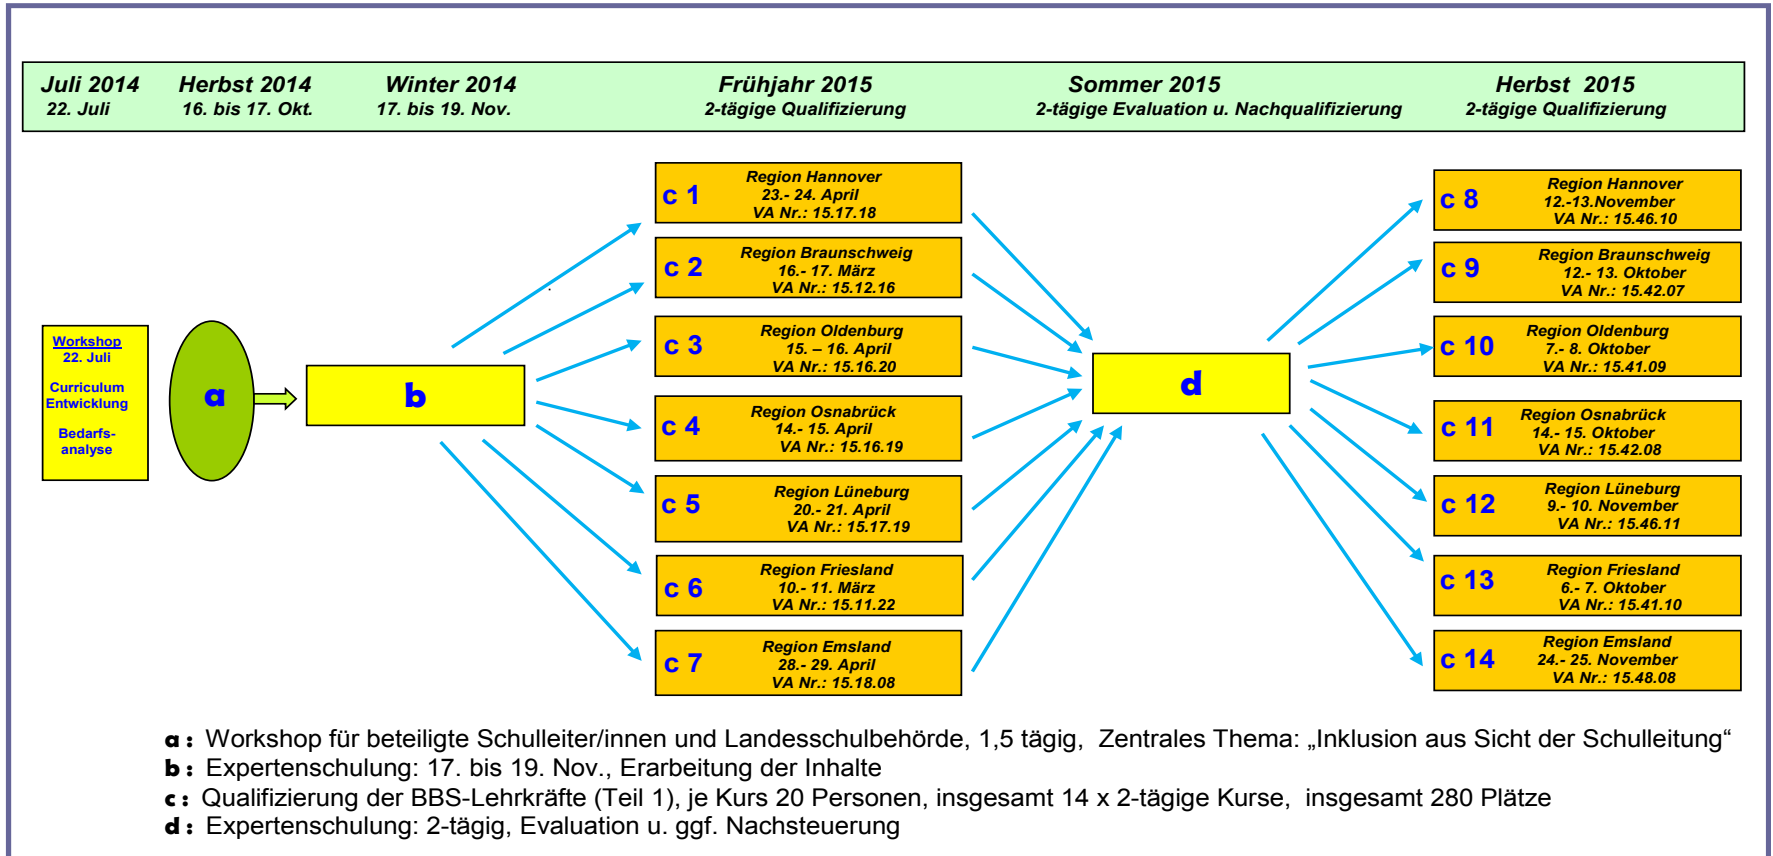 Juli 2014 Herbst 2014 Winter 2014 Frühjahr 2015 Sommer 2015 Herbst 2015
22. Juli 16. bis 17. Okt. 17. bis 19. Nov. 2-tägige Qualifizierung 2-tägige Evaluation u. Nachqualifizierung 2-tägige Qualifizierung
Workshop
22. Juli
Curriculum
Entwicklung
Bedarfs-
analyse
a
b
c 1
Region Hannover
23.- 24. April
VA Nr.: 15.17.18
c 2
Region Braunschweig
16.- 17. März
VA Nr.: 15.12.16
c 3
Region Oldenburg
15. – 16. April
VA Nr.: 15.16.20
c 4
Region Osnabrück
14.- 15. April
VA Nr.: 15.16.19
c 5
Region Lüneburg
20.- 21. April
VA Nr.: 15.17.19
c 6
Region Friesland
10.- 11. März
VA Nr.: 15.11.22
c 7
Region Emsland
28.- 29. April
VA Nr.: 15.18.08
d
c 8
Region Hannover
12.-13.November
VA Nr.: 15.46.10
c 9
Region Braunschweig
12.- 13. Oktober
VA Nr.: 15.42.07
c 10
Region Oldenburg
7.- 8. Oktober
VA Nr.: 15.41.09
c 11
Region Osnabrück
14.- 15. Oktober
VA Nr.: 15.42.08
c 12
Region Lüneburg
9.- 10. November
VA Nr.: 15.46.11
c 13
Region Friesland
6.- 7. Oktober
VA Nr.: 15.41.10
c 14
Region Emsland
24.- 25. November
VA Nr.: 15.48.08
a : Workshop für beteiligte Schulleiter/innen und Landesschulbehörde, 1,5 tägig, Zentrales Thema: „Inklusion aus Sicht der Schulleitung“
b : Expertenschulung: 17. bis 19. Nov., Erarbeitung der Inhalte
c : Qualifizierung der BBS-Lehrkräfte (Teil 1), je Kurs 20 Personen, insgesamt 14 x 2-tägige Kurse, insgesamt 280 Plätze
d : Expertenschulung: 2-tägig, Evaluation u. ggf. Nachsteuerung